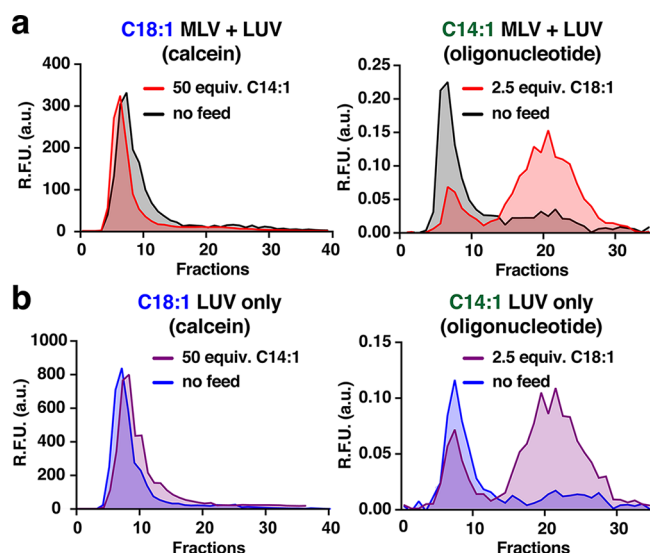 a
C18:1 MLV + LUV
(calcein)
C14:1 MLV + LUV
(oligonucleotide)
R.F.U. (a.u.)
400
300
200
100
0
50 equiv. C14:1
no feed
0 10 20 30 40
Fractions
R.F.U. (a.u.)
0.25
0.20
0.15
0.10
0.05
0.00
2.5 equiv. C18:1
no feed
0 10 20 30
Fractions
b
C18:1 LUV only
(calcein)
C14:1 LUV only
(oligonucleotide)
R.F.U. (a.u.)
1000
800
600
400
200
0
50 equiv. C14:1
no feed
0 10 20 30 40
Fractions
R.F.U. (a.u.)
0.15
0.10
0.05
0.00
2.5 equiv. C18:1
no feed
0 10 20 30
Fractions